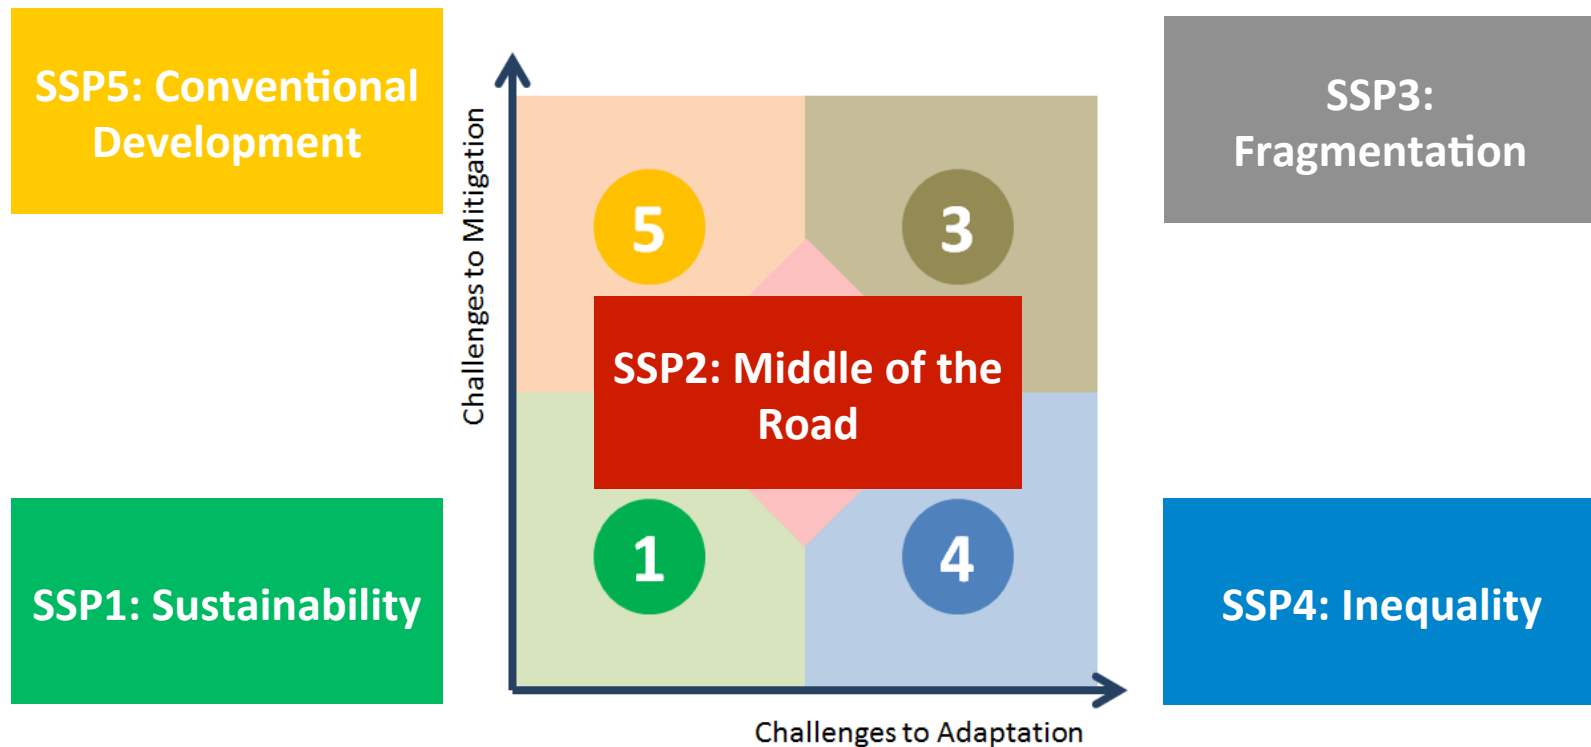 SSP5: Conventional
Development
SSP3:
Fragmentation
Challenges to Mitigation
5
3
SSP2: Middle of the
Road
1
4
SSP1: Sustainability
SSP4: Inequality
Challenges to Adaptation